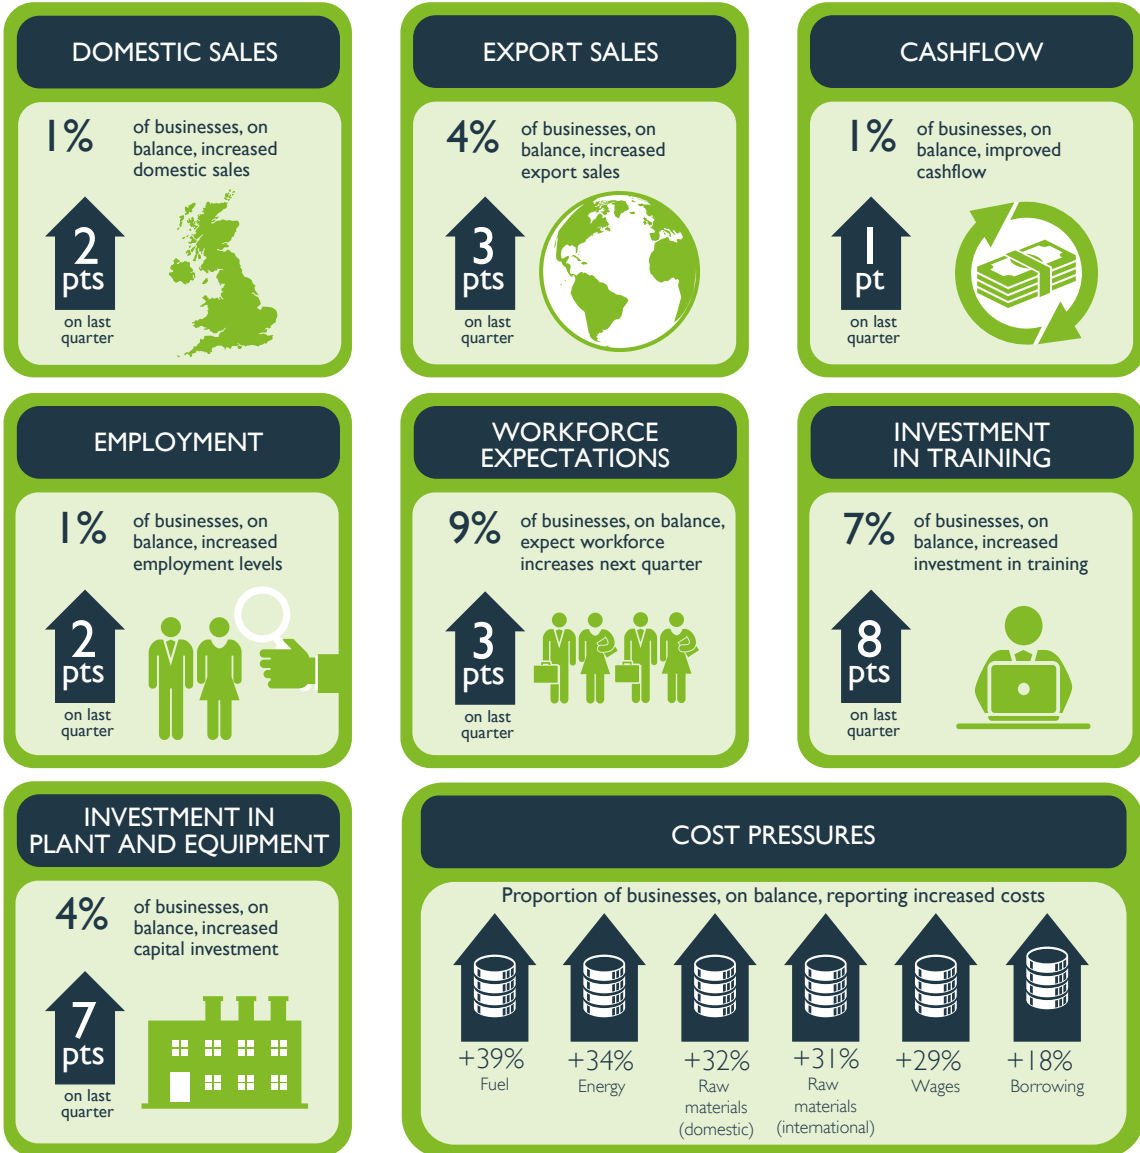 DOMESTIC SALES
1%
of businesses, on
balance, increased
domestic sales
2
pts
on last
quarter
EXPORT SALES
4%
of businesses, on
balance, increased
export sales
3
pts
on last
quarter
CASHFLOW
1%
of businesses, on
balance, improved
cashflow
1
pt
on last
quarter
EMPLOYMENT
1%
of businesses, on
balance, increased
employment levels
2
pts
on last
quarter
WORKFORCE
EXPECTATIONS
9%
of businesses, on balance,
expect workforce
increases next quarter
3
pts
on last
quarter
INVESTMENT
IN TRAINING
7%
of businesses, on
balance, increased
investment in training
8
pts
on last
quarter
INVESTMENT IN
PLANT AND EQUIPMENT
4%
of businesses, on
balance, increased
capital investment
7
pts
on last
quarter
COST PRESSURES
Proportion of businesses, on balance, reporting increased costs
+39%
Fuel
+34%
Energy
+32%
Raw
materials
(domestic)
+31%
Raw
materials
(international)
+29%
Wages
+18%
Borrowing